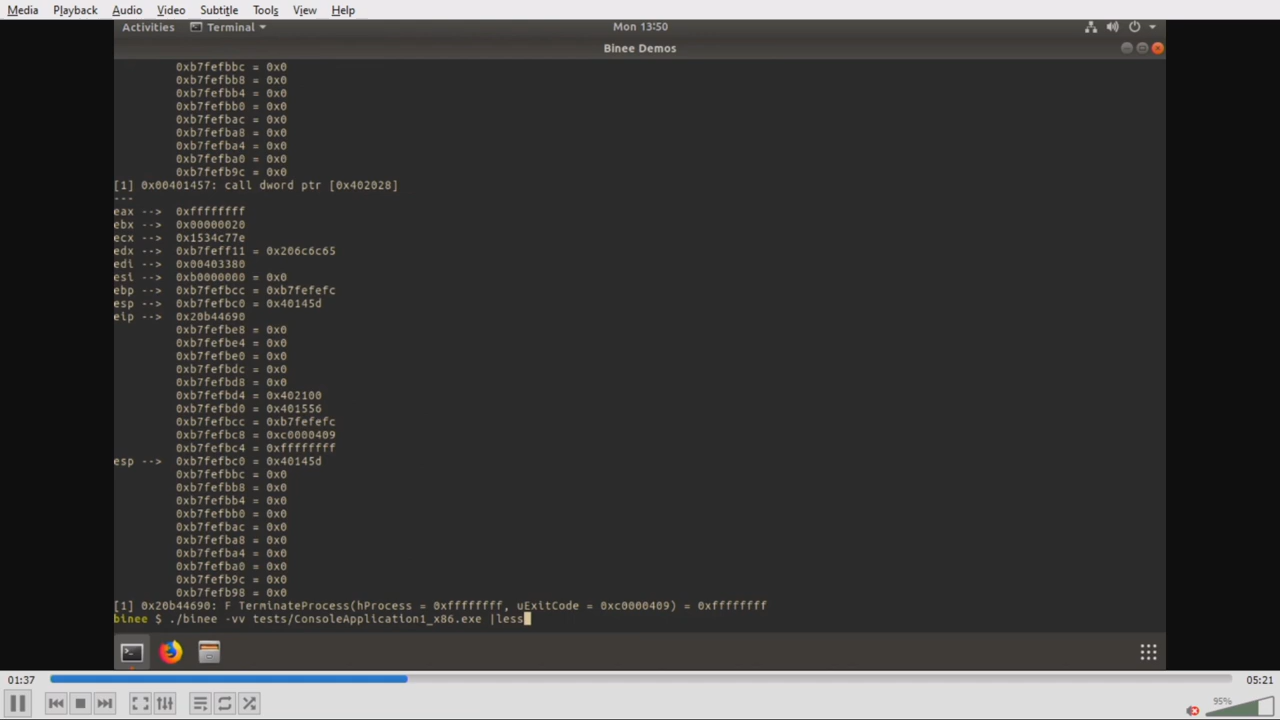 Media Playback Audio Video Subtitle Tools View Help
Activities Terminal Mon 13:50
Binee Demos
0xb7fefbbc = 0x0
0xb7fefbb8 = 0x0
0xb7fefbb4 = 0x0
0xb7fefbb0 = 0x0
0xb7fefbac = 0x0
0xb7fefba8 = 0x0
0xb7fefba4 = 0x0
0xb7fefba0 = 0x0
0xb7fefb9c = 0x0
[1] 0x00401457: call dword ptr [0x402028]
---
eax --> 0xffffffff
ebx --> 0x00000020
ecx --> 0x1534c77e
edx --> 0xb7feff11 = 0x206c6c65
edi --> 0x00403380
esi --> 0xb0000000 = 0x0
ebp --> 0xb7fefbcc = 0xb7fefefc
esp --> 0xb7fefbc0 = 0x40145d
eip --> 0x20b44690
0xb7fefbe8 = 0x0
0xb7fefbe4 = 0x0
0xb7fefbe0 = 0x0
0xb7fefbdc = 0x0
0xb7fefbd8 = 0x0
0xb7fefbd4 = 0x402100
0xb7fefbd0 = 0x401556
0xb7fefbcc = 0xb7fefefc
0xb7fefbc8 = 0xc0000409
0xb7fefbc4 = 0xffffffff
esp --> 0xb7fefbc0 = 0x40145d
0xb7fefbbc = 0x0
0xb7fefbb8 = 0x0
0xb7fefbb4 = 0x0
0xb7fefbb0 = 0x0
0xb7fefbac = 0x0
0xb7fefba8 = 0x0
0xb7fefba4 = 0x0
0xb7fefba0 = 0x0
0xb7fefb9c = 0x0
0xb7fefb98 = 0x0
[1] 0x20b44690: F TerminateProcess(hProcess = 0xffffffff, uExitCode = 0xc0000409) = 0xffffffff
binee $ ./binee -vv tests/ConsoleApplication1_x86.exe |less
01:37 05:21
95%